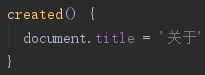 created() {
  document.title = '关于'
}